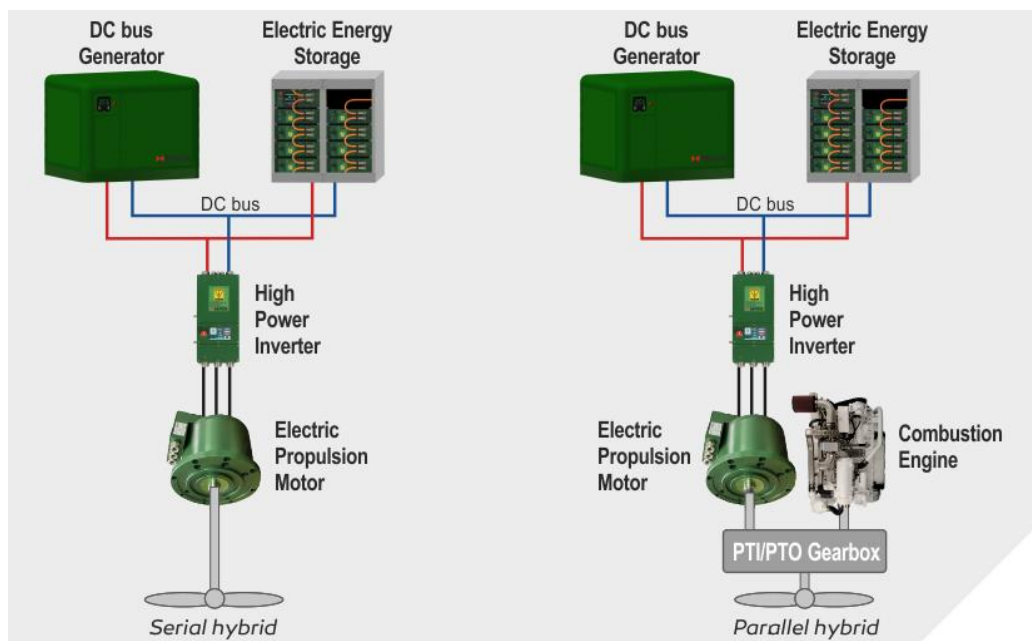 DC bus
Generator
Electric Energy
Storage
DC bus
High
Power
Inverter
Electric
Propulsion
Motor
Serial hybrid
DC bus
Generator
Electric Energy
Storage
DC bus
High
Power
Inverter
Electric
Propulsion
Motor
Combustion
Engine
PTI/PTO Gearbox
Parallel hybrid